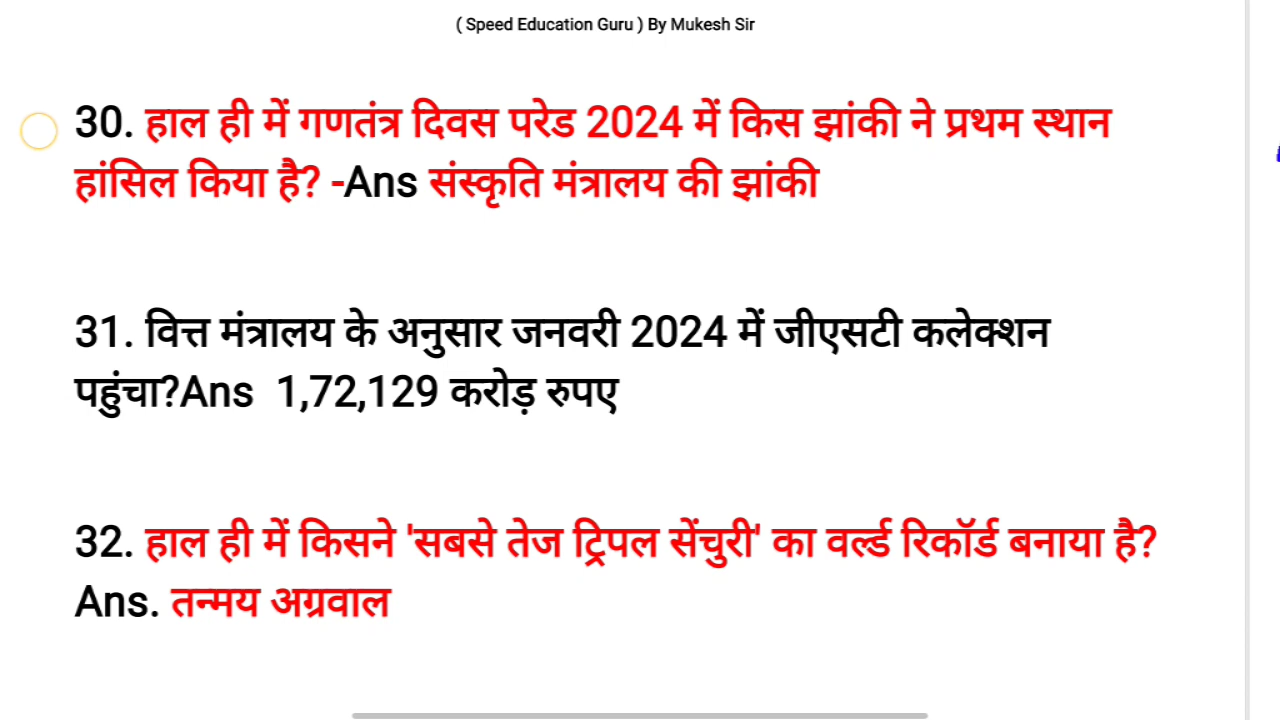 ( Speed Education Guru ) By Mukesh Sir
30. हाल ही में गणतंत्र दिवस परेड 2024 में किस झांकी ने प्रथम स्थान
हांसिल किया है? -Ans संस्कृति मंत्रालय की झांकी
31. वित्त मंत्रालय के अनुसार जनवरी 2024 में जीएसटी कलेक्शन
पहुंचा?Ans 1,72,129 करोड़ रुपए
32. हाल ही में किसने 'सबसे तेज ट्रिपल सेंचुरी' का वर्ल्ड रिकॉर्ड बनाया है?
Ans. तन्मय अग्रवाल